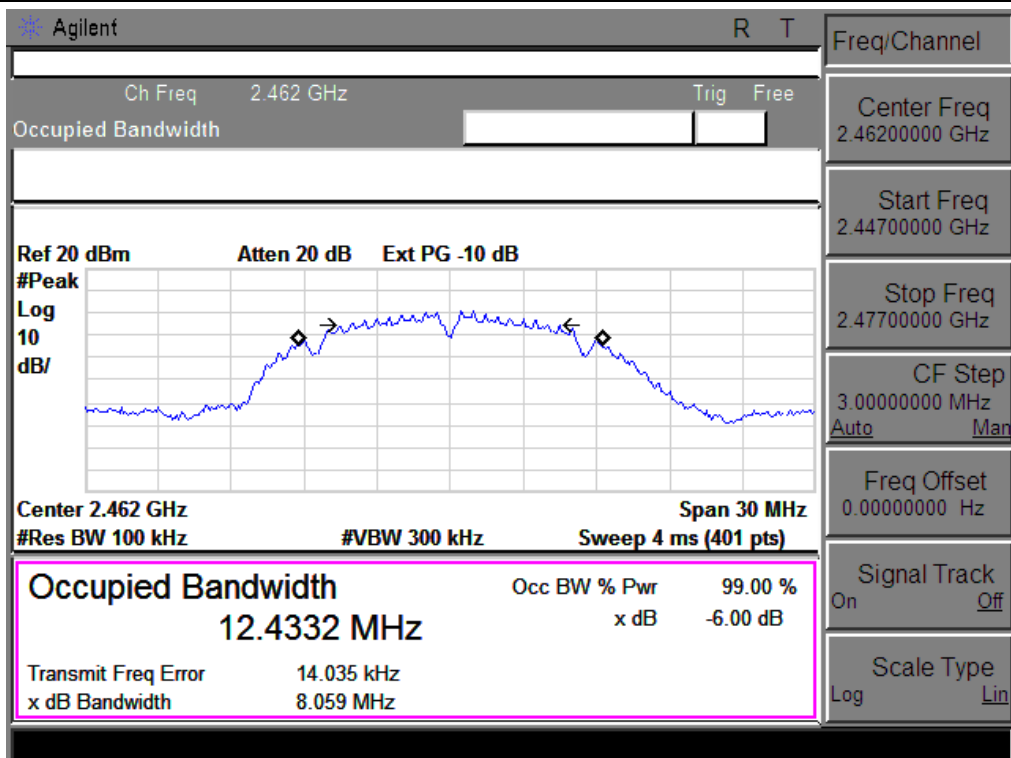 Agilent R T
Freq/Channel
Ch Freq 2.462 GHz Trig Free
Occupied Bandwidth
Center Freq
2.46200000 GHz
Start Freq
2.44700000 GHz
Stop Freq
2.47700000 GHz
CF Step
3.00000000 MHz
Auto Man
Freq Offset
0.00000000 Hz
Signal Track
On Off
Scale Type
Log Lin
Ref 20 dBm Atten 20 dB Ext PG -10 dB
#Peak
Log
10
dB/
Center 2.462 GHz Span 30 MHz
#Res BW 100 kHz #VBW 300 kHz Sweep 4 ms (401 pts)
Occupied Bandwidth Occ BW % Pwr 99.00 %
12.4332 MHz x dB -6.00 dB
Transmit Freq Error 14.035 kHz
x dB Bandwidth 8.059 MHz